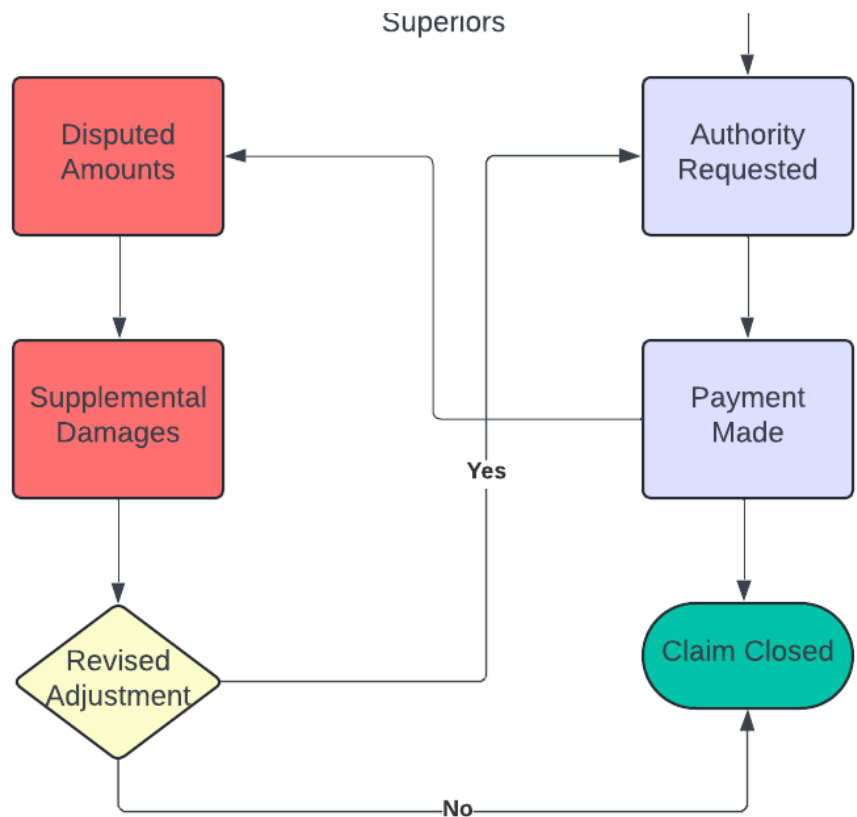 Superiors
Disputed
Amounts
Authority
Requested
Supplemental
Damages
Payment
Made
Yes
Revised
Adjustment
Claim Closed
No